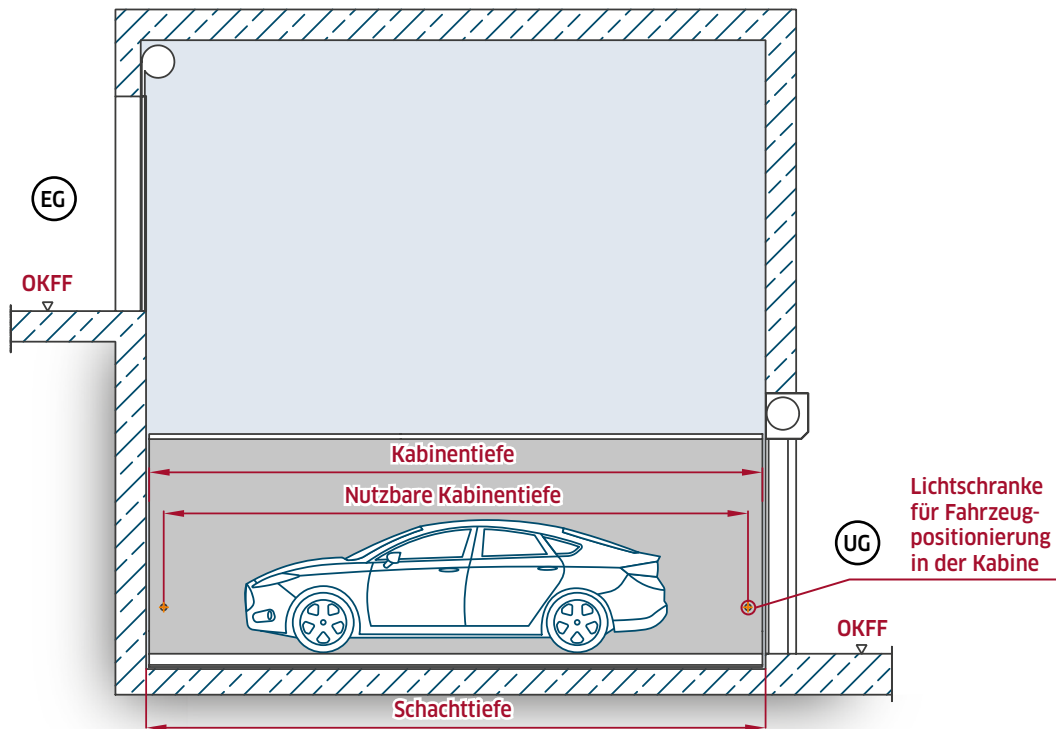 EG
OKFF
Kabinentiefe
Nutzbare Kabinentiefe
Lichtschranke
für Fahrzeug-
positionierung
in der Kabine
UG
OKFF
Schachttiefe